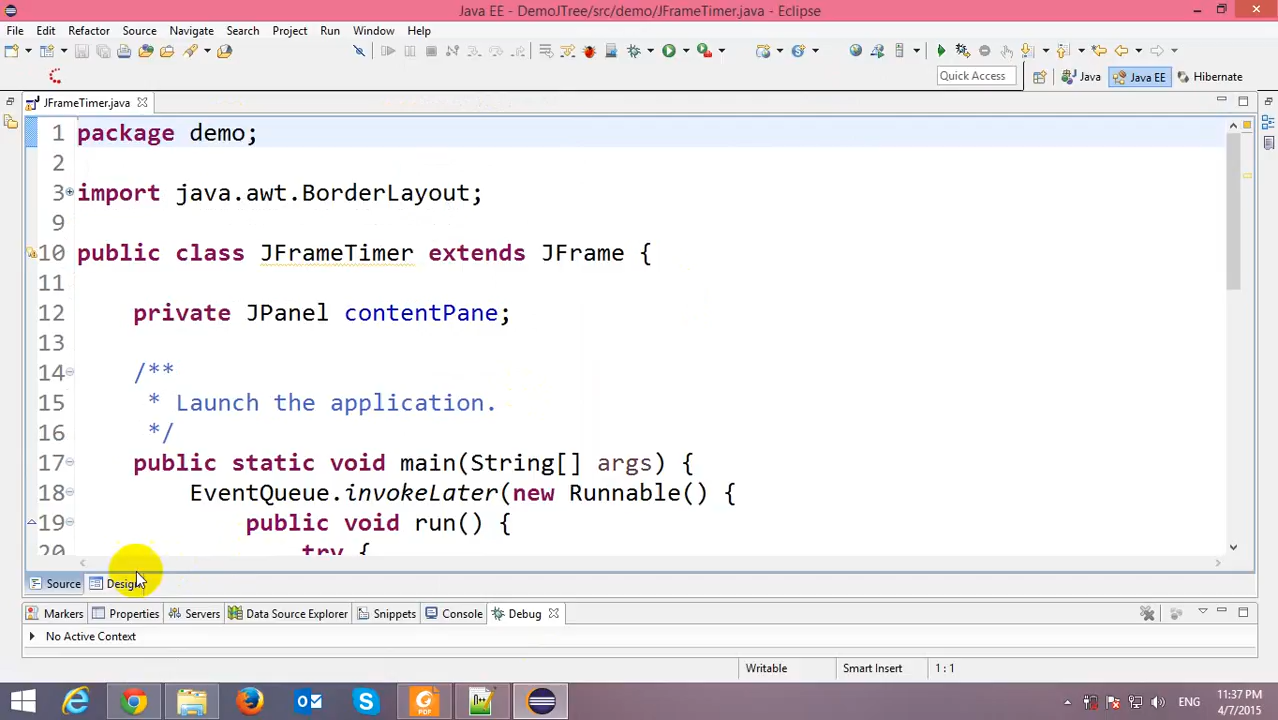 Java EE - DemoJTree/src/demo/JFrameTimer.java - Eclipse
File Edit Refactor Source Navigate Search Project Run Window Help
Quick Access Java Java EE Hibernate
JFrameTimer.java
1 package demo;
2
3 import java.awt.BorderLayout;
9
10 public class JFrameTimer extends JFrame {
11
12 private JPanel contentPane;
13
14 /**
15 * Launch the application.
16 */
17 public static void main(String[] args) {
18 EventQueue.invokeLater(new Runnable() {
19 public void run() {
20 try {
Source Design
Markers Properties Servers Data Source Explorer Snippets Console Debug
No Active Context
Writable Smart Insert 1 : 1
ENG 11:37 PM
4/7/2015